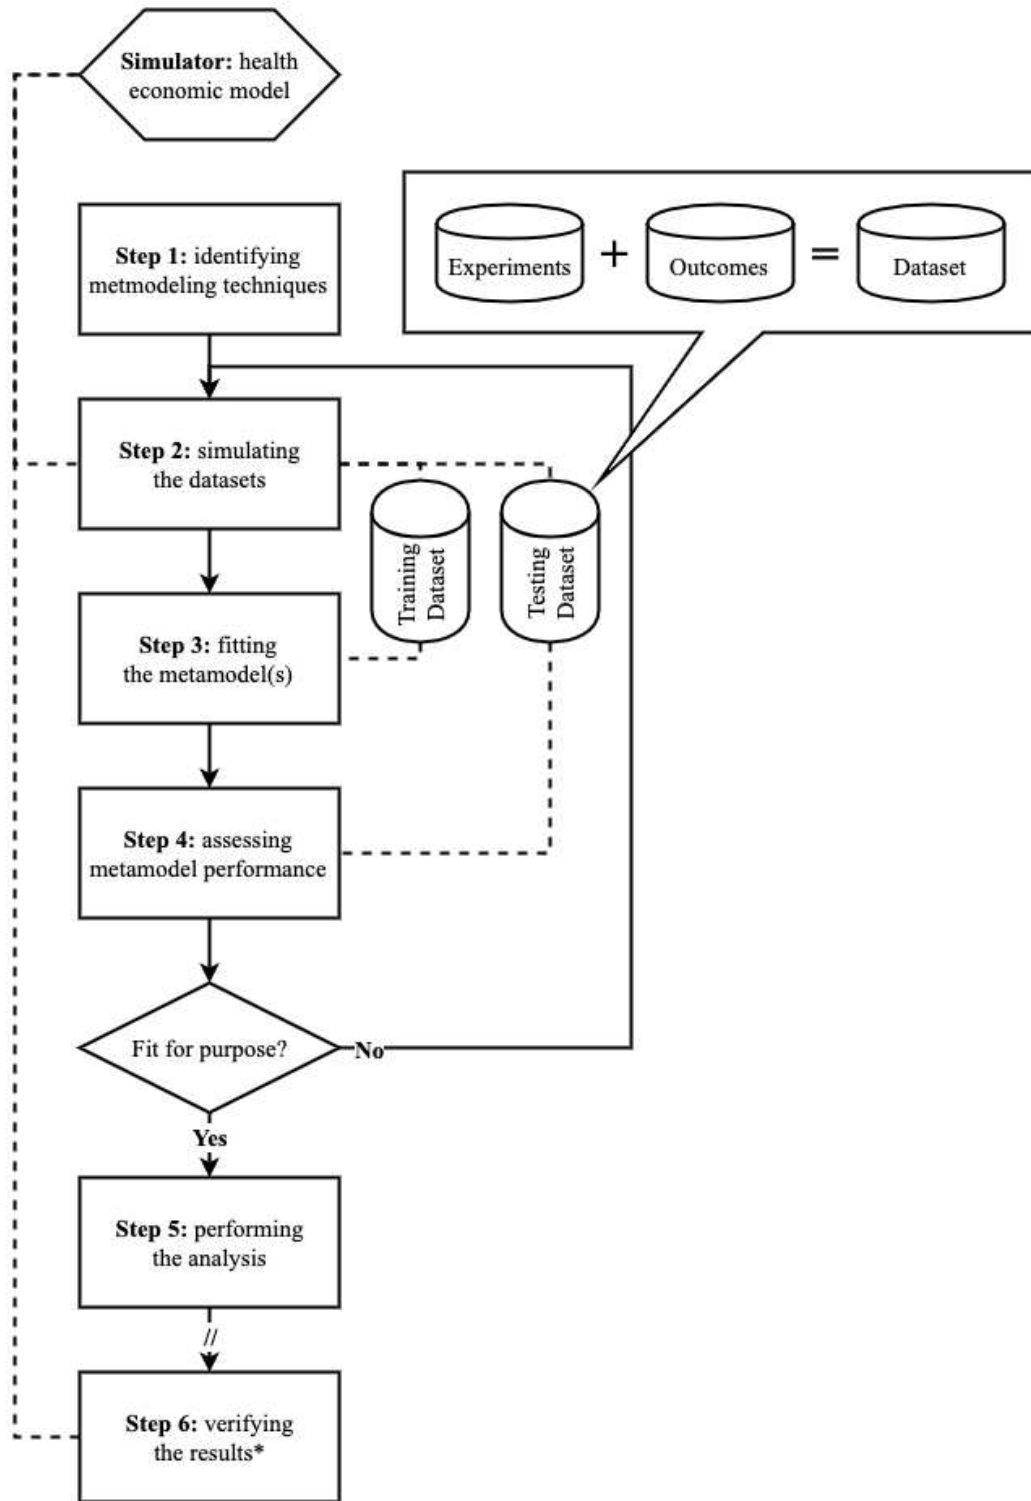 Simulator: health
economic model
Step 1: identifying
metmodeling techniques
Experiments
+
Outcomes
=
Dataset
Step 2: simulating
the datasets
Training
Dataset
Testing
Dataset
Step 3: fitting
the metamodel(s)
Step 4: assessing
metamodel performance
Fit for purpose?
No
Yes
Step 5: performing
the analysis
//
Step 6: verifying
the results*